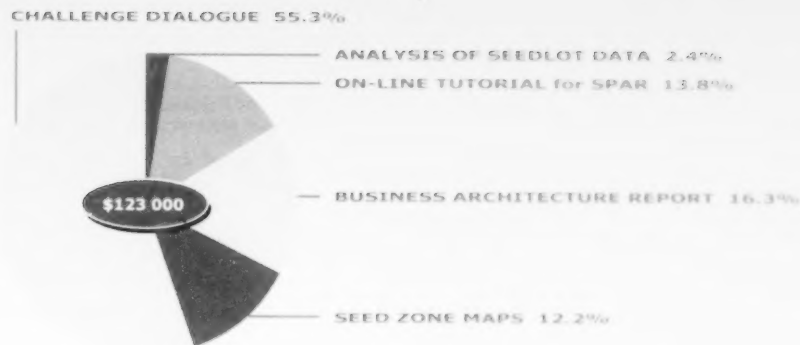 CHALLENGE DIALOGUE 55.3%
ANALYSIS OF SEEDLOT DATA 2.4%
ON-LINE TUTORIAL for SPAR 13.8%
BUSINESS ARCHITECTURE REPORT 16.3%
$123 000
SEED ZONE MAPS 12.2%